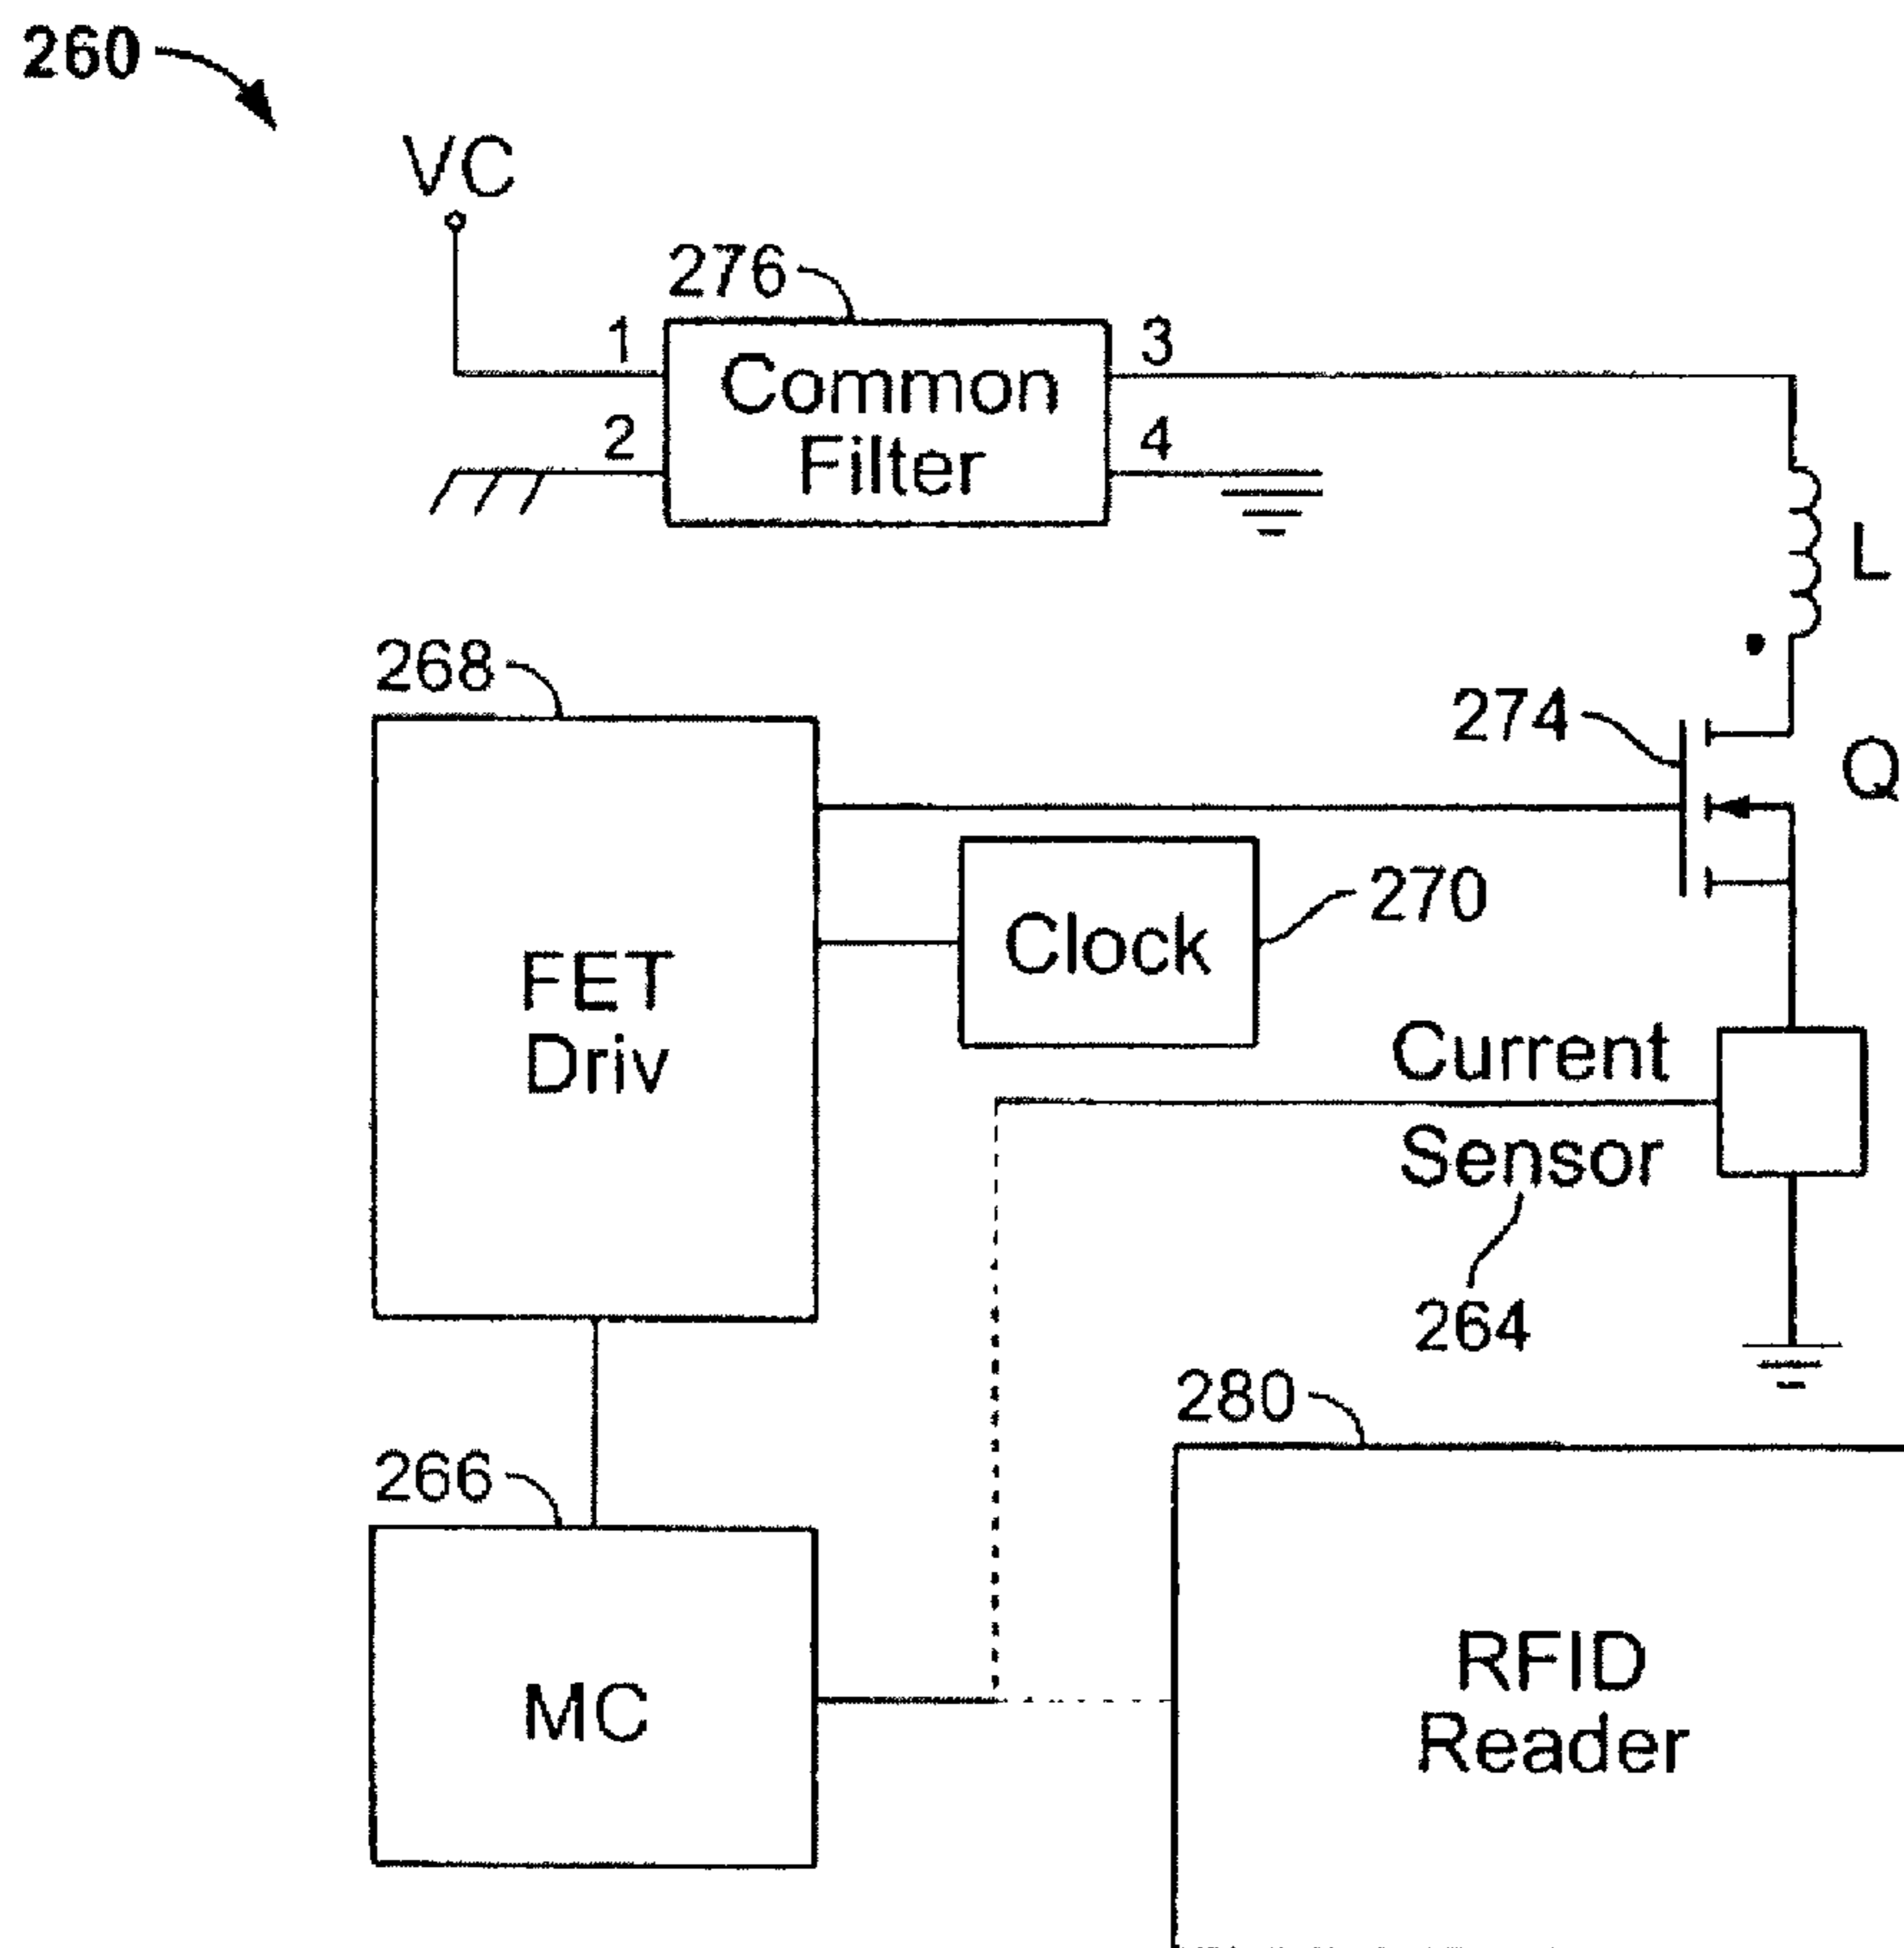 260
VC
276
1
Common
3
2
Filter
4
L
268
274
Q
FET
Driv
Clock
270
Current
Sensor
264
280
266
MC
RFID
Reader